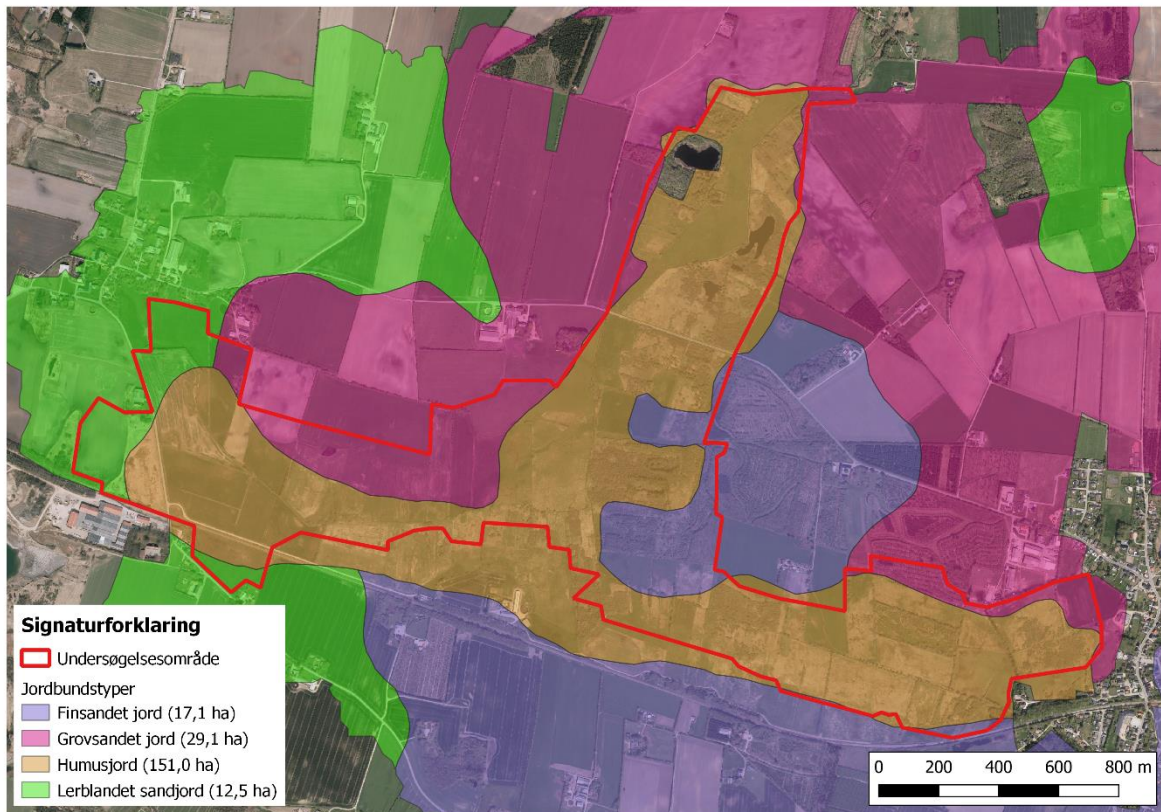 Signaturforklaring
Undersøgelsesområde
Jordbundstyper
Finsandet jord (17,1 ha)
Grovsandet jord (29,1 ha)
Humusjord (151,0 ha)
Lerblandet sandjord (12,5 ha)
0 200 400 600 800 m